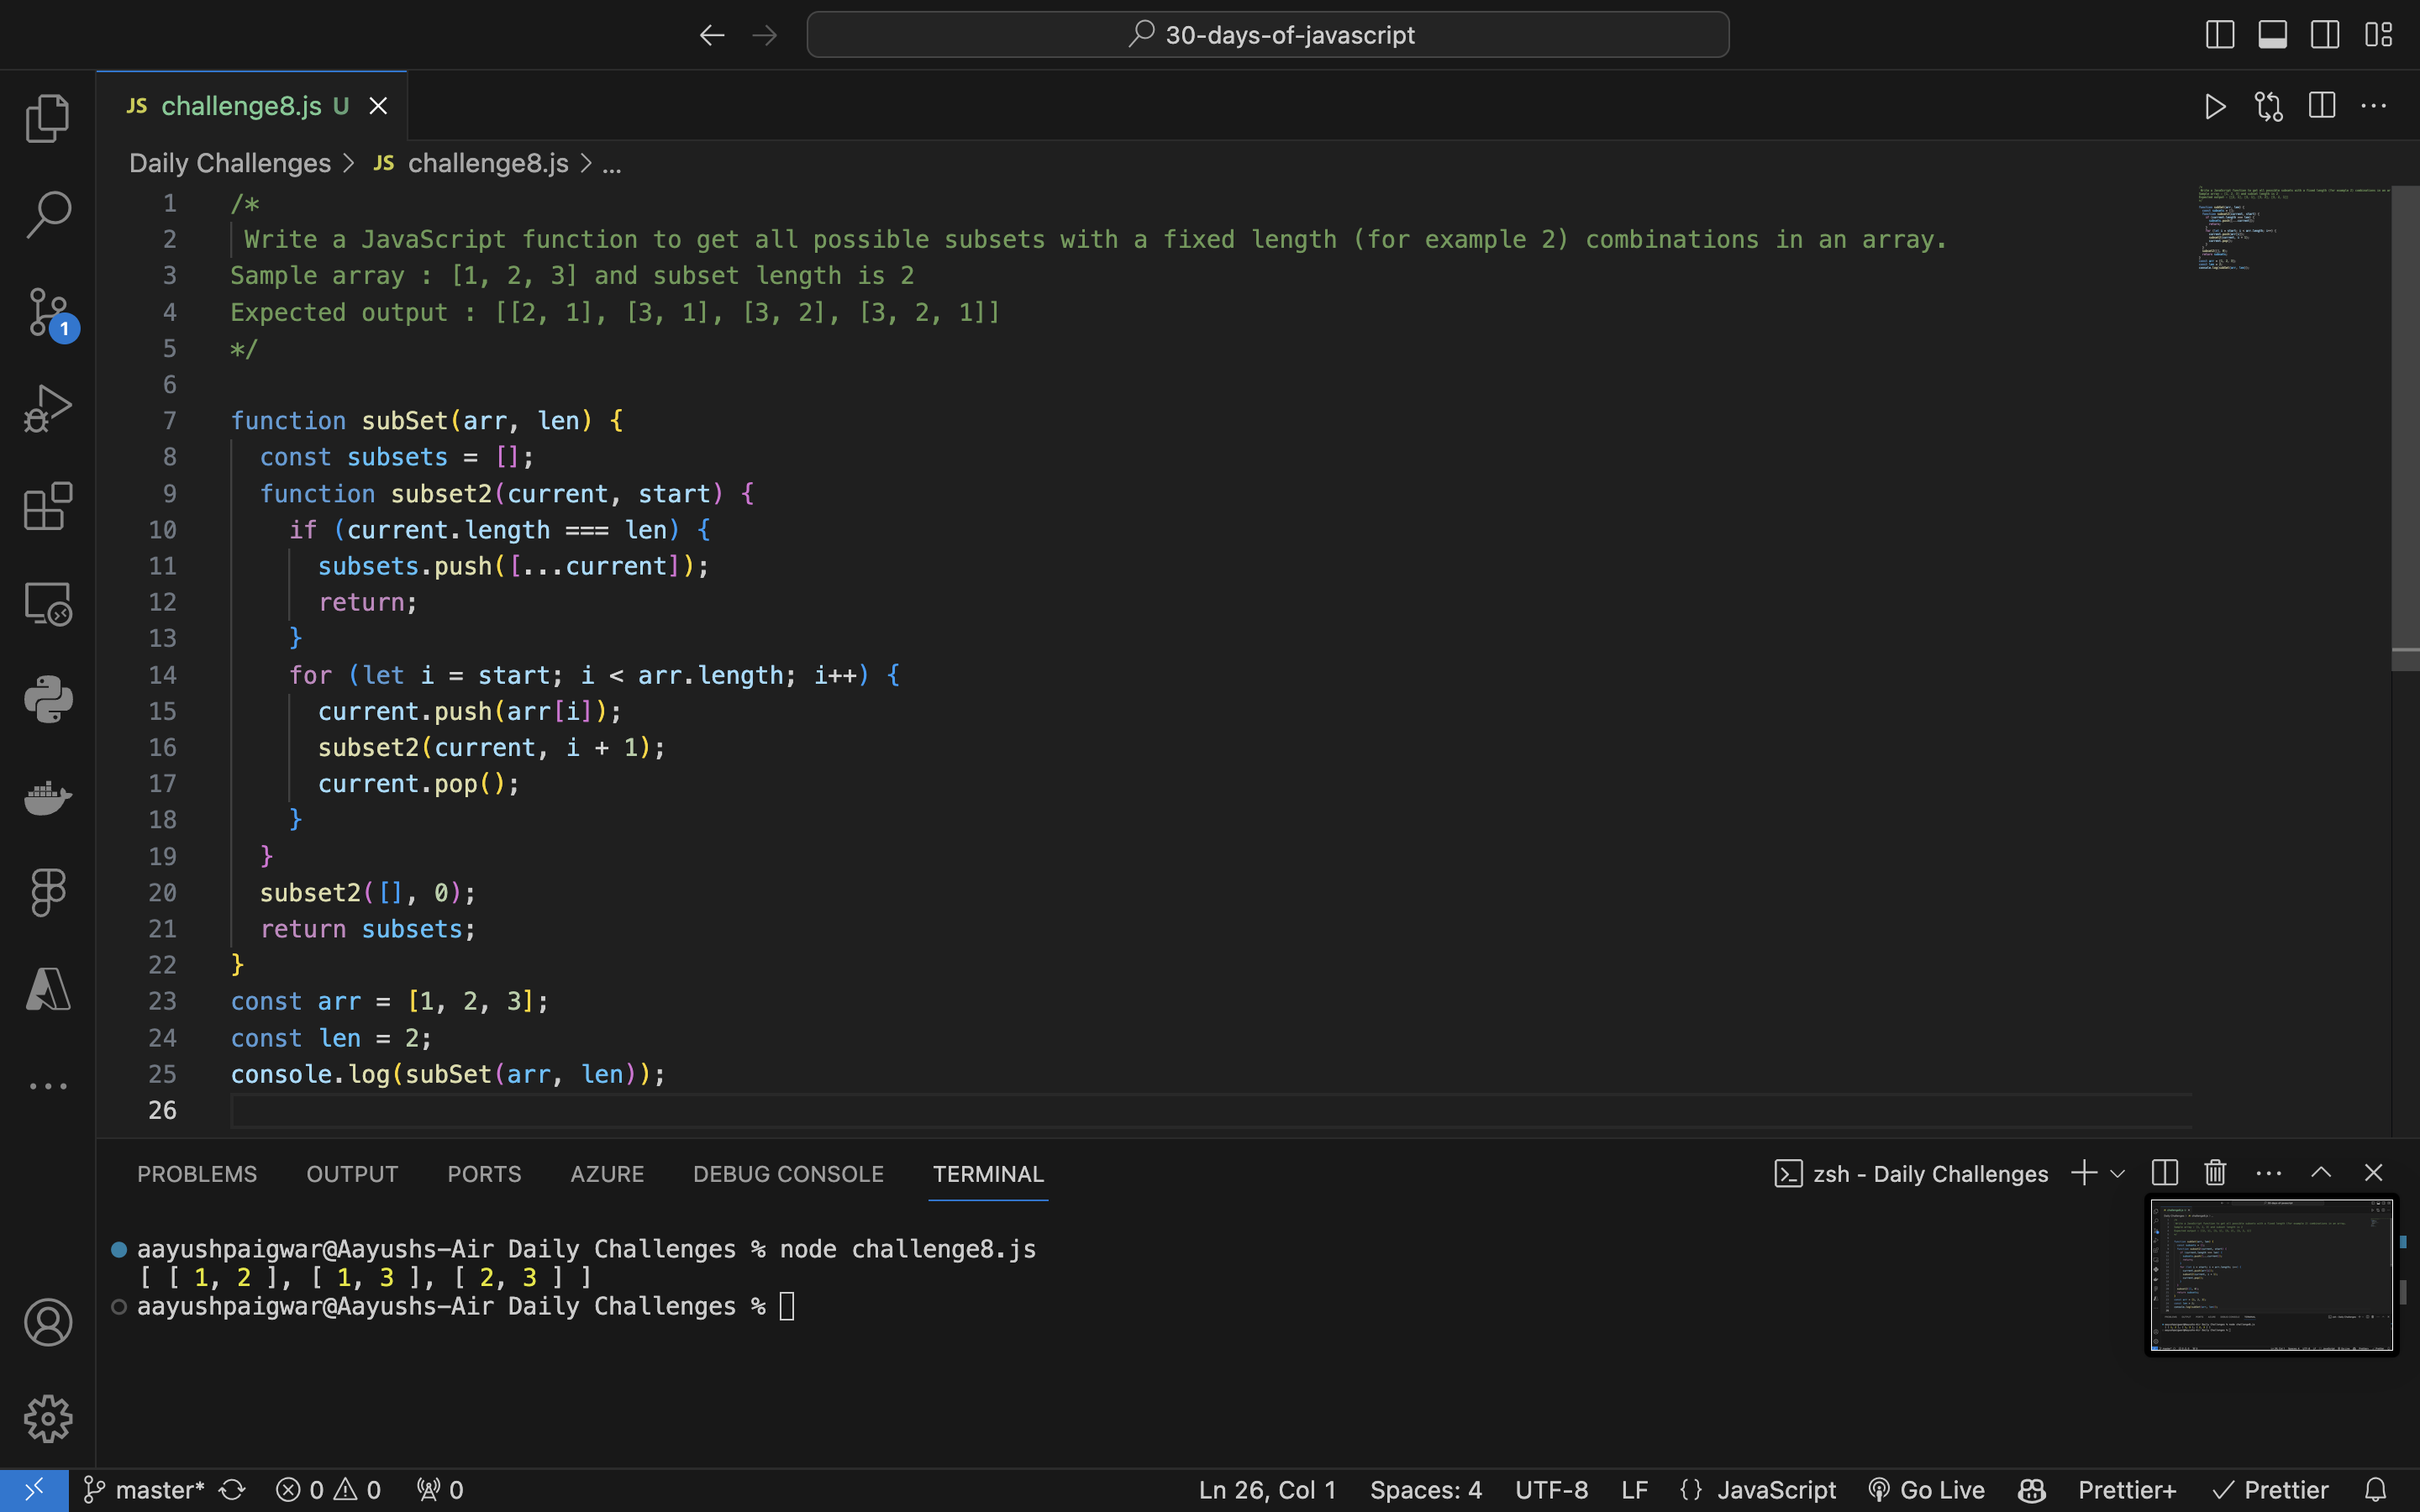 30-days-of-javascript
JS challenge8.js U
Daily Challenges > JS challenge8.js > ...
1 /*
2 Write a JavaScript function to get all possible subsets with a fixed length (for example 2) combinations in an array.
3 Sample array : [1, 2, 3] and subset length is 2
4 Expected output : [[2, 1], [3, 1], [3, 2], [3, 2, 1]]
5 */
6
7 function subSet(arr, len) {
8 const subsets = [];
9 function subset2(current, start) {
10 if (current.length === len) {
11 subsets.push([...current]);
12 return;
13 }
14 for (let i = start; i < arr.length; i++) {
15 current.push(arr[i]);
16 subset2(current, i + 1);
17 current.pop();
18 }
19 }
20 subset2([], 0);
21 return subsets;
22 }
23 const arr = [1, 2, 3];
24 const len = 2;
25 console.log(subSet(arr, len));
26
1
PROBLEMS OUTPUT PORTS AZURE DEBUG CONSOLE TERMINAL zsh - Daily Challenges
aayushpaigwar@Aayushs-Air Daily Challenges % node challenge8.js
[ [ 1, 2 ], [ 1, 3 ], [ 2, 3 ] ]
aayushpaigwar@Aayushs-Air Daily Challenges %
master* 0 0 0 Ln 26, Col 1 Spaces: 4 UTF-8 LF {} JavaScript Go Live Prettier+ Prettier